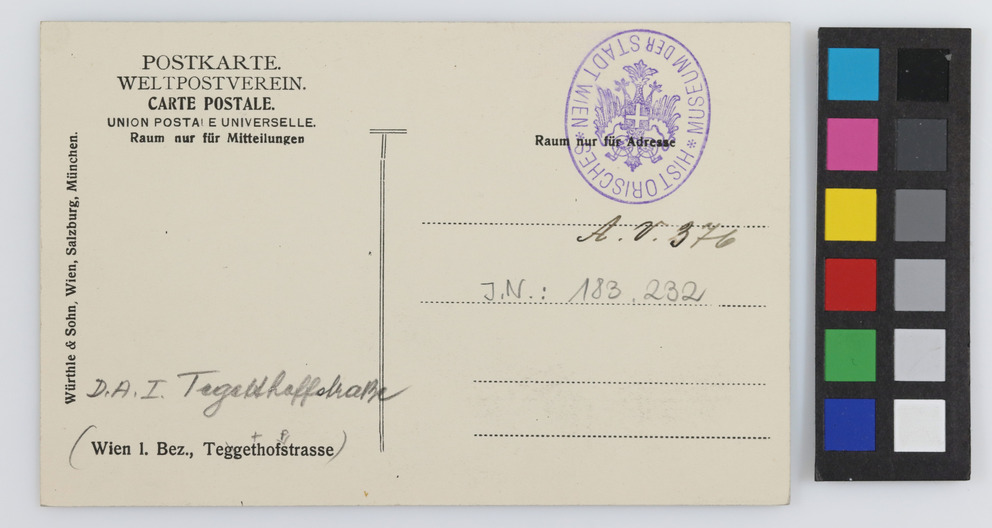 POSTKARTE.
WELTPOSTVEREIN.
CARTE POSTALE.
UNION POSTALE UNIVERSELLE.
Raum nur für Mitteilungen
Würthle & Sohn, Wien, Salzburg, München.
D.A.I. Tegetthoffstraße
(Wien I. Bez., Teggethofstrasse)
t f
* HISTORISCHES * MUSEUM DER STADT WIEN
Raum nur für Adresse
A. V. 376
J.N.: 183.232